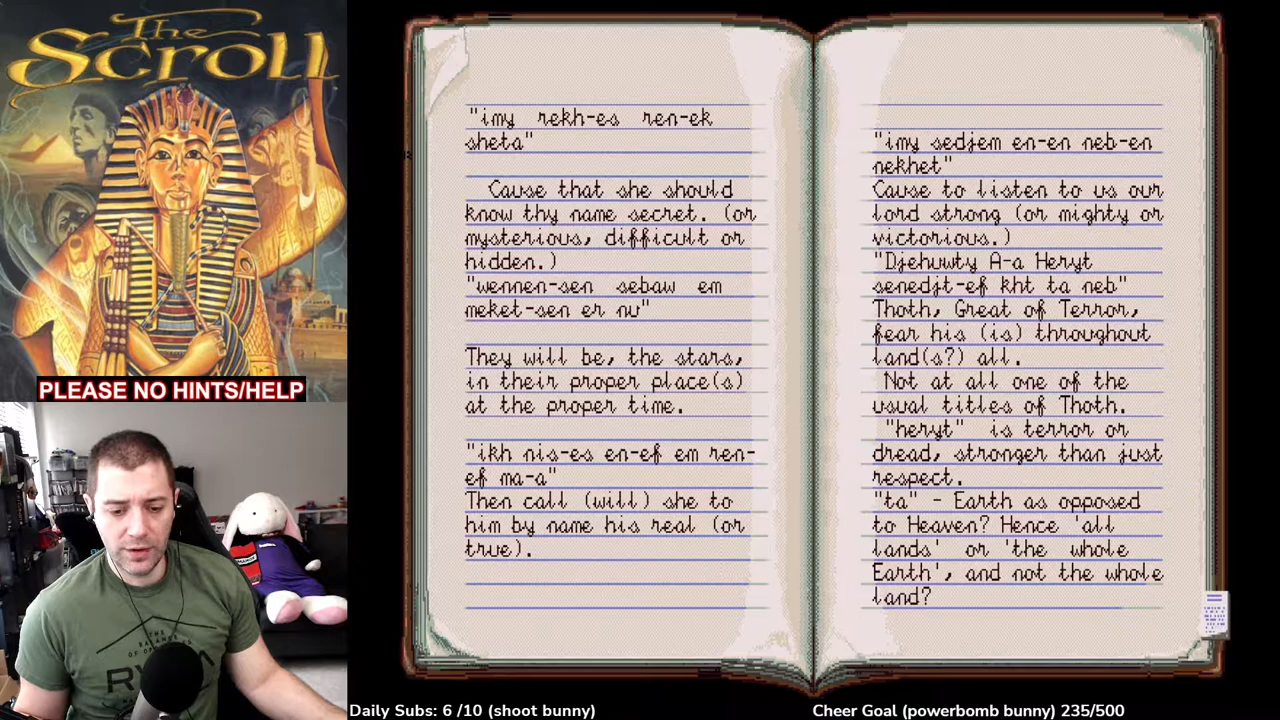 The
Scroll
PLEASE NO HINTS/HELP
"imy rekh-es ren-ek
sheta"
Cause that she should
know thy name secret. (or
mysterious, difficult or
hidden.)
"wennen-sen sebaw em
meket-sen er nu"
They will be, the stars,
in their proper place(s)
at the proper time.
"ikh nis-es en-ef em ren-
ef ma-a"
Then call (will) she to
him by name his real (or
true).
"imy sedjem en-en neb-en
nekhet"
Cause to listen to us our
lord strong (or mighty or
victorious.)
"Djehuwty A-a Heryt
senedjt-ef kht ta neb"
Thoth, Great of Terror,
fear his (is) throughout
land(s?) all.
Not at all one of the
usual titles of Thoth.
"heryt" is terror or
dread, stronger than just
respect.
"ta" - Earth as opposed
to Heaven? Hence 'all
lands' or 'the whole
Earth', and not the whole
land?
Daily Subs: 6 /10 (shoot bunny)
Cheer Goal (powerbomb bunny) 235/500